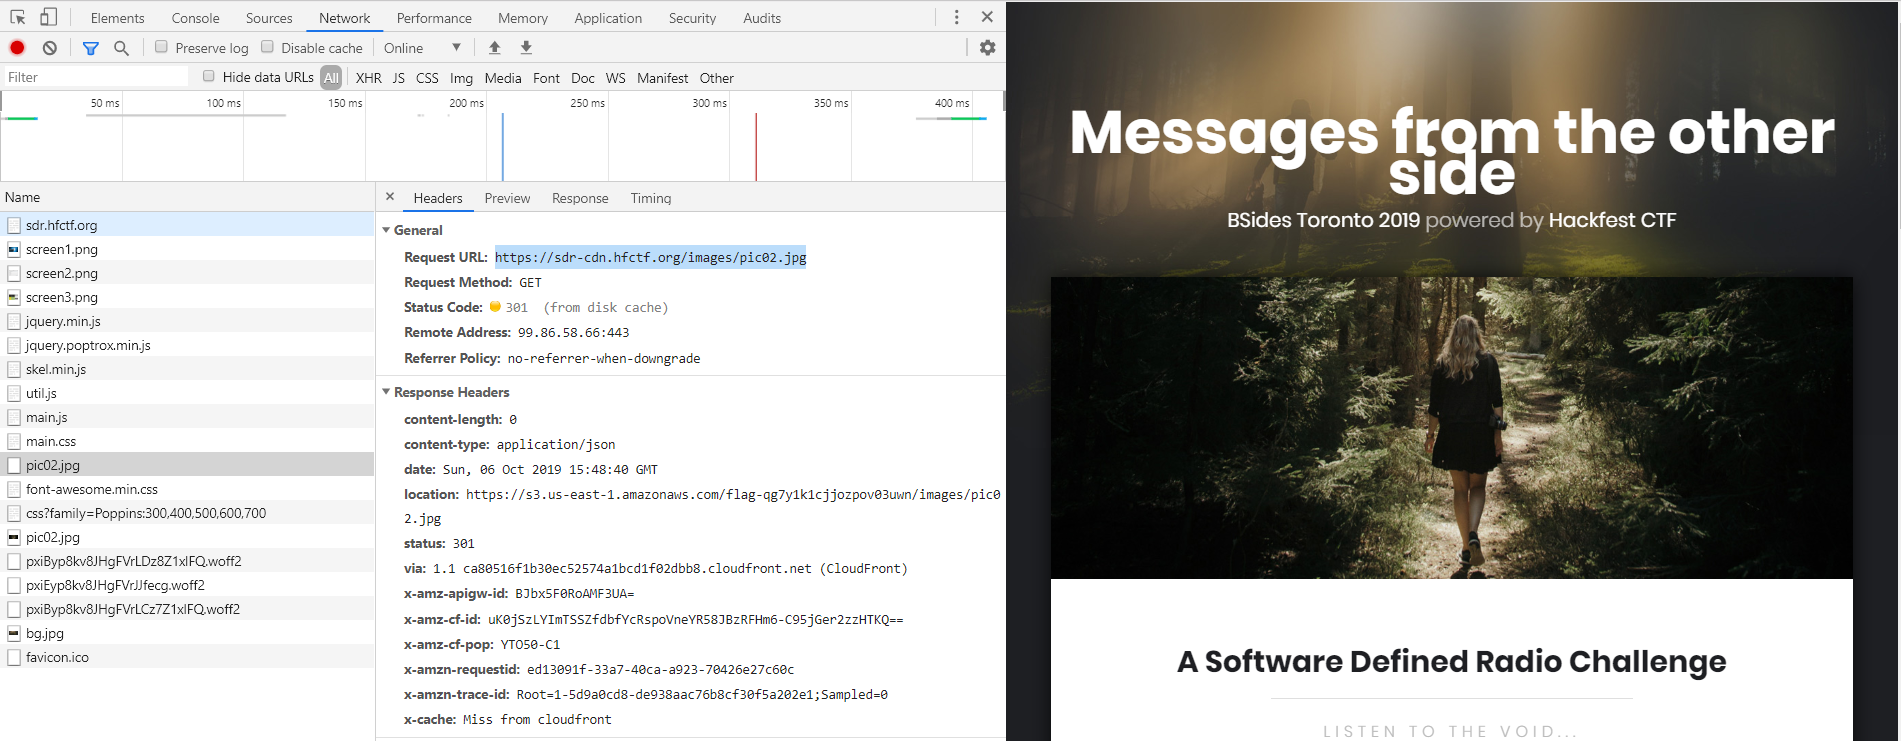 Elements Console Sources Network Performance Memory Application Security Audits
Preserve log Disable cache Online
Filter Hide data URLs All XHR JS CSS Img Media Font Doc WS Manifest Other
50 ms 100 ms 150 ms 200 ms 250 ms 300 ms 350 ms 400 ms
Name
sdr.hfctf.org
screen1.png
screen2.png
screen3.png
jquery.min.js
jquery.poptrox.min.js
skel.min.js
util.js
main.js
main.css
pic02.jpg
font-awesome.min.css
css?family=Poppins:300,400,500,600,700
pic02.jpg
pxiByp8kv8JHgFVrLDz8Z1xlFQ.woff2
pxiEyp8kv8JHgFVrJJfecg.woff2
pxiByp8kv8JHgFVrLCz7Z1xlFQ.woff2
bg.jpg
favicon.ico
Headers Preview Response Timing
General
Request URL: https://sdr-cdn.hfctf.org/images/pic02.jpg
Request Method: GET
Status Code: 301 (from disk cache)
Remote Address: 99.86.58.66:443
Referrer Policy: no-referrer-when-downgrade
Response Headers
content-length: 0
content-type: application/json
date: Sun, 06 Oct 2019 15:48:40 GMT
location: https://s3.us-east-1.amazonaws.com/flag-qg7y1k1cjjozpov03uwn/images/pic0
2.jpg
status: 301
via: 1.1 ca80516f1b30ec52574a1bcd1f02dbb8.cloudfront.net (CloudFront)
x-amz-apigw-id: BJbx5F0RoAMF3UA=
x-amz-cf-id: uK0jSzLYImTSSZfdbfYcRspoVneYR58JBzRFHm6-C95jGer2zzHTKQ==
x-amz-cf-pop: YTO50-C1
x-amzn-requestid: ed13091f-33a7-40ca-a923-70426e27c60c
x-amzn-trace-id: Root=1-5d9a0cd8-de938aac76b8cf30f5a202e1;Sampled=0
x-cache: Miss from cloudfront
Messages from the other
side
BSides Toronto 2019 powered by Hackfest CTF
A Software Defined Radio Challenge
LISTEN TO THE VOID...